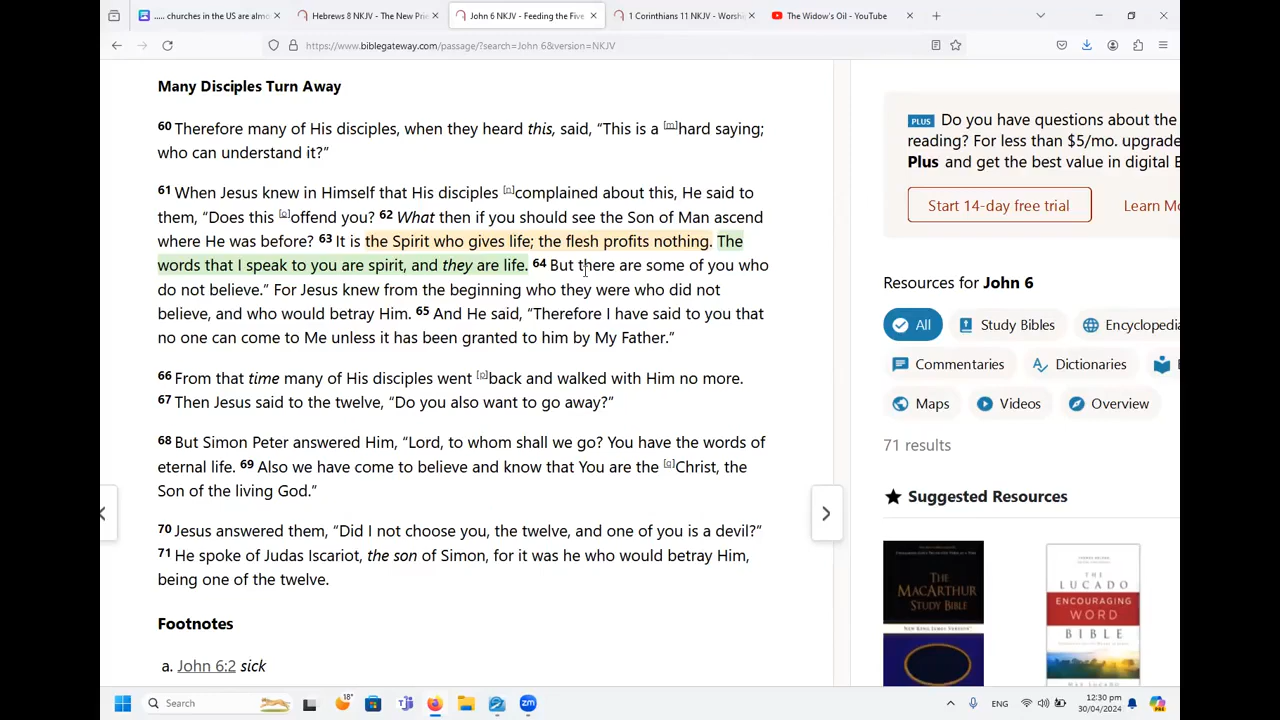 ..... churches in the US are almo
Hebrews 8 NKJV - The New Prie
John 6 NKJV - Feeding the Five
1 Corinthians 11 NKJV - Worshi
The Widow's Oil - YouTube
https://www.biblegateway.com/passage/?search=John 6&version=NKJV
Many Disciples Turn Away
60 Therefore many of His disciples, when they heard this, said, “This is a [m]hard saying;
who can understand it?”
61 When Jesus knew in Himself that His disciples [n]complained about this, He said to
them, “Does this [o]offend you? 62 What then if you should see the Son of Man ascend
where He was before? 63 It is the Spirit who gives life; the flesh profits nothing. The
words that I speak to you are spirit, and they are life. 64 But there are some of you who
do not believe.” For Jesus knew from the beginning who they were who did not
believe, and who would betray Him. 65 And He said, “Therefore I have said to you that
no one can come to Me unless it has been granted to him by My Father.”
66 From that time many of His disciples went [p]back and walked with Him no more.
67 Then Jesus said to the twelve, “Do you also want to go away?”
68 But Simon Peter answered Him, “Lord, to whom shall we go? You have the words of
eternal life. 69 Also we have come to believe and know that You are the [q]Christ, the
Son of the living God.”
70 Jesus answered them, “Did I not choose you, the twelve, and one of you is a devil?”
71 He spoke of Judas Iscariot, the son of Simon, for it was he who would betray Him,
being one of the twelve.
Footnotes
a. John 6:2 sick
PLUS Do you have questions about the
reading? For less than $5/mo. upgrade
Plus and get the best value in digital
Start 14-day free trial
Learn Mo
Resources for John 6
All
Study Bibles
Encyclopedia
Commentaries
Dictionaries
Maps
Videos
Overview
71 results
Suggested Resources
THE
MACARTHUR
STUDY BIBLE
THE
LUCADO
ENCOURAGING
WORD
BIBLE
Search
18°
ENG
12:30 pm
30/04/2024